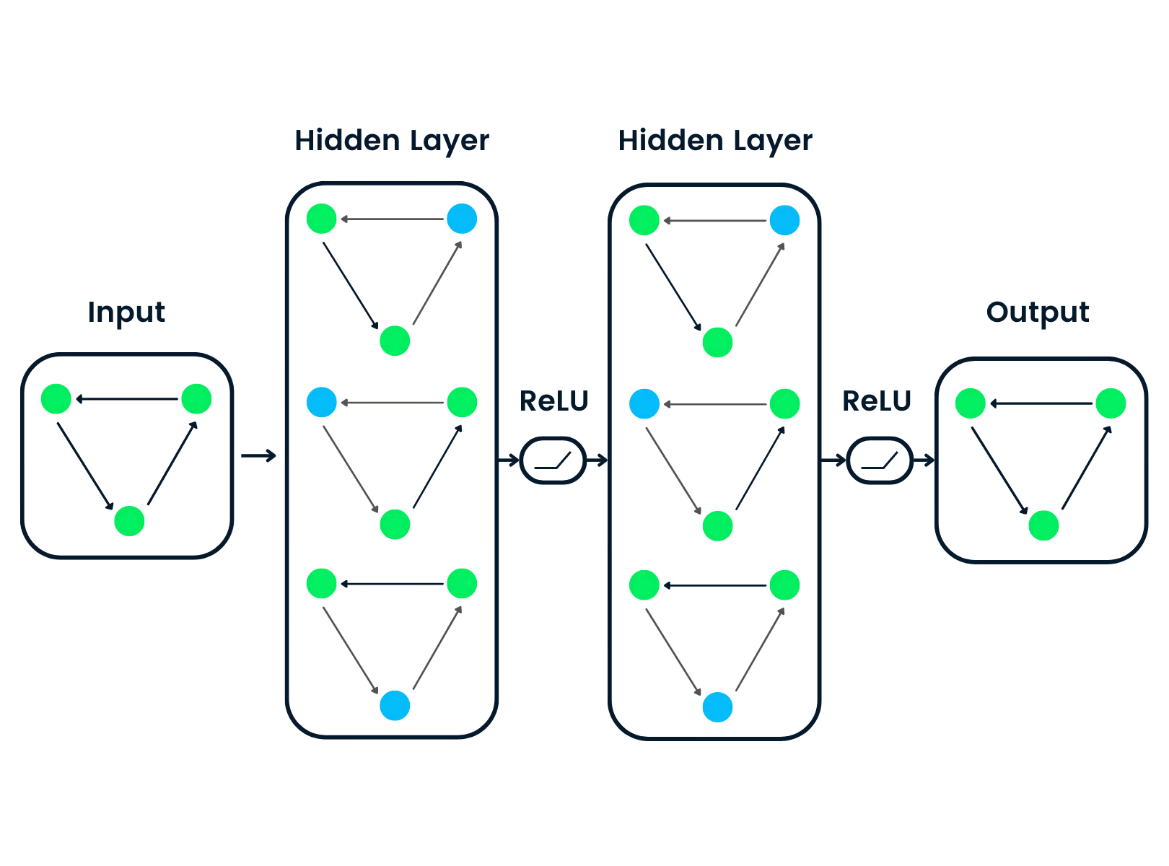 Hidden Layer
Hidden Layer
Input
Output
ReLU
ReLU